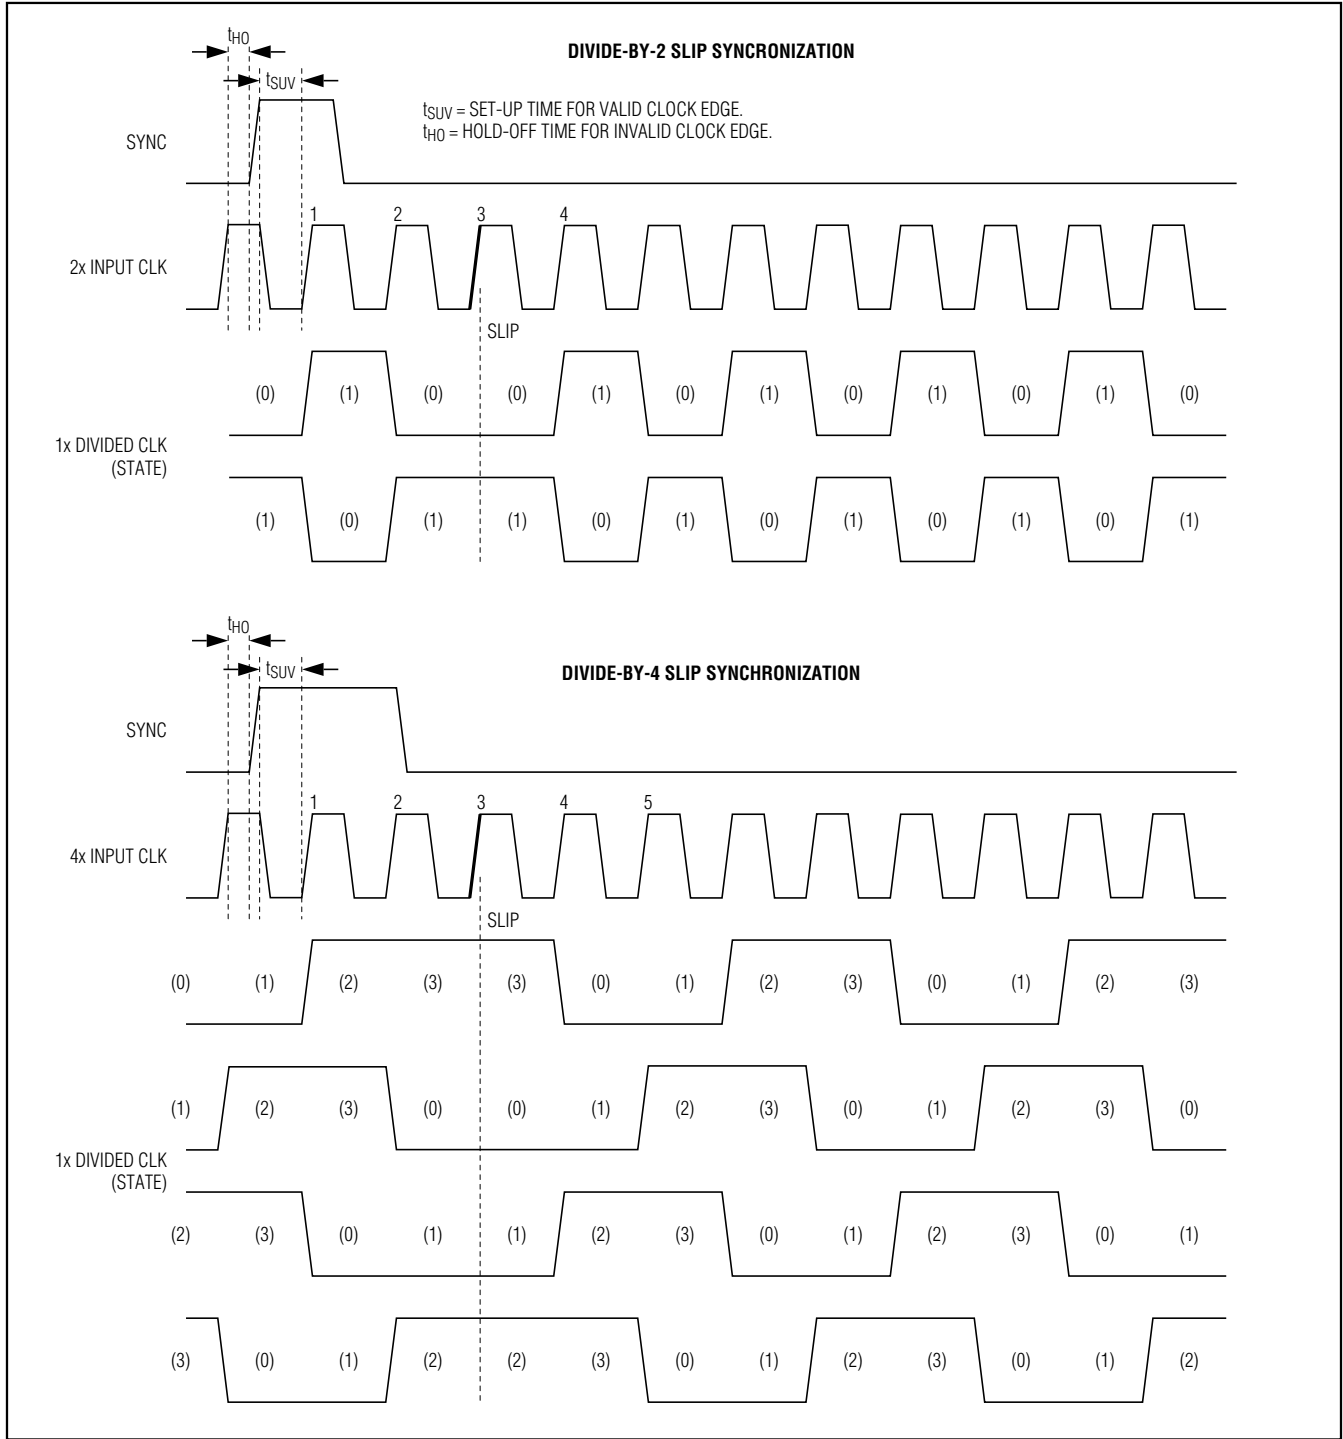 tHO
DIVIDE-BY-2 SLIP SYNCRONIZATION
tSUV
tSUV = SET-UP TIME FOR VALID CLOCK EDGE.
tHO = HOLD-OFF TIME FOR INVALID CLOCK EDGE.
SYNC
1 2 3 4
2x INPUT CLK
SLIP
(0) (1) (0) (0) (1) (0) (1) (0) (1) (0) (1) (0)
1x DIVIDED CLK
(STATE)
(1) (0) (1) (1) (0) (1) (0) (1) (0) (1) (0) (1)
tHO
tSUV
DIVIDE-BY-4 SLIP SYNCHRONIZATION
SYNC
1 2 3 4 5
4x INPUT CLK
SLIP
(0) (1) (2) (3) (3) (0) (1) (2) (3) (0) (1) (2) (3)
(1) (2) (3) (0) (0) (1) (2) (3) (0) (1) (2) (3) (0)
1x DIVIDED CLK
(STATE)
(2) (3) (0) (1) (1) (2) (3) (0) (1) (2) (3) (0) (1)
(3) (0) (1) (2) (2) (3) (0) (1) (2) (3) (0) (1) (2)